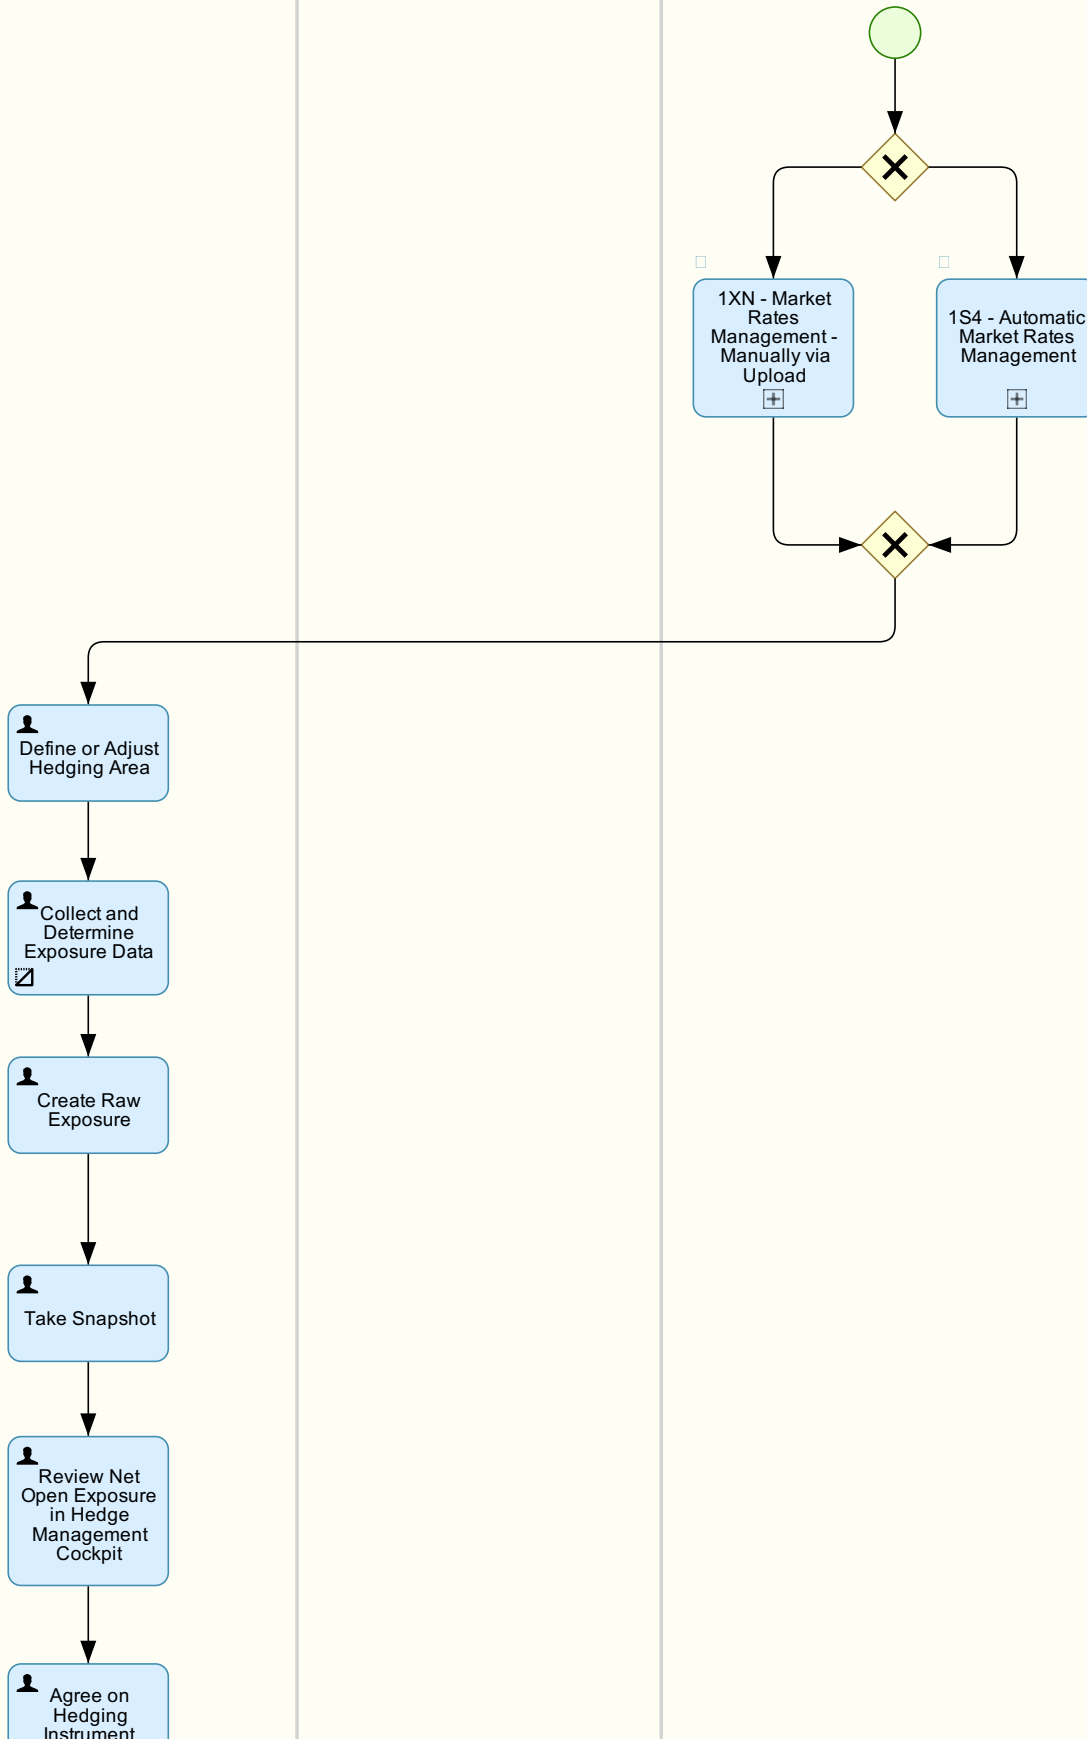 1XN - Market
Rates
Management -
Manually via
Upload
1S4 - Automatic
Market Rates
Management
Define or Adjust
Hedging Area
Collect and
Determine
Exposure Data
Create Raw
Exposure
Take Snapshot
Review Net
Open Exposure
in Hedge
Management
Cockpit
Agree on
Hedging
Instrument